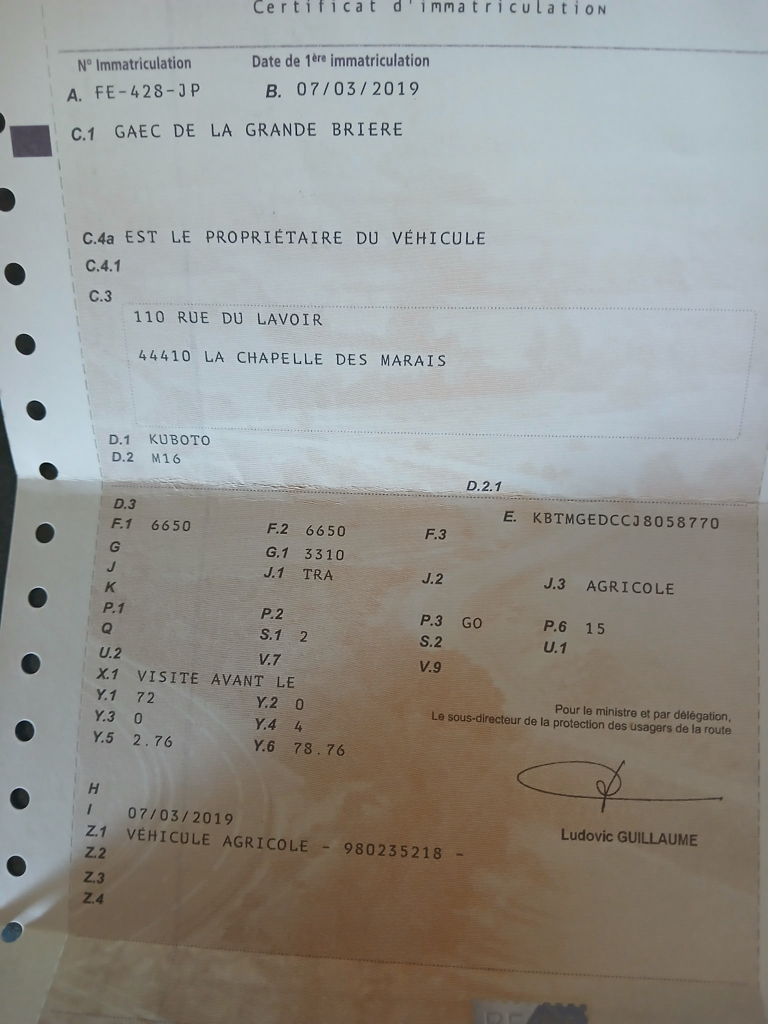 Certificat d'immatriculation
N° Immatriculation Date de 1ère immatriculation
A. FE-428-JP B. 07/03/2019
C.1 GAEC DE LA GRANDE BRIERE
C.4a EST LE PROPRIÉTAIRE DU VÉHICULE
C.4.1
C.3
110 RUE DU LAVOIR
44410 LA CHAPELLE DES MARAIS
D.1 KUBOTO
D.2 M16
D.2.1
D.3 E. KBTMGEDCCJ8058770
F.1 6650 F.2 6650 F.3
G G.1 3310
J J.1 TRA J.2 J.3 AGRICOLE
K
P.1 P.2 P.3 GO P.6 15
Q S.1 2 S.2 U.1
U.2 V.7 V.9
X.1 VISITE AVANT LE
Y.1 72 Y.2 0
Y.3 0 Y.4 4
Y.5 2.76 Y.6 78.76
Pour le ministre et par délégation,
Le sous-directeur de la protection des usagers de la route
H
I 07/03/2019
Z.1 VÉHICULE AGRICOLE - 980235218 -
Ludovic GUILLAUME
Z.2
Z.3
Z.4